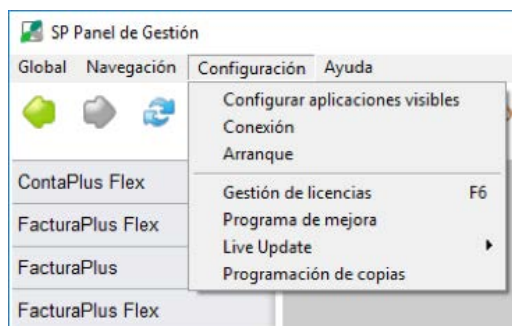 SP Panel de Gestión
Global Navegación Configuración Ayuda
Configurar aplicaciones visibles
Conexión
Arranque
Gestión de licencias F6
Programa de mejora
Live Update
Programación de copias
ContaPlus Flex
FacturaPlus Flex
FacturaPlus
FacturaPlus Flex